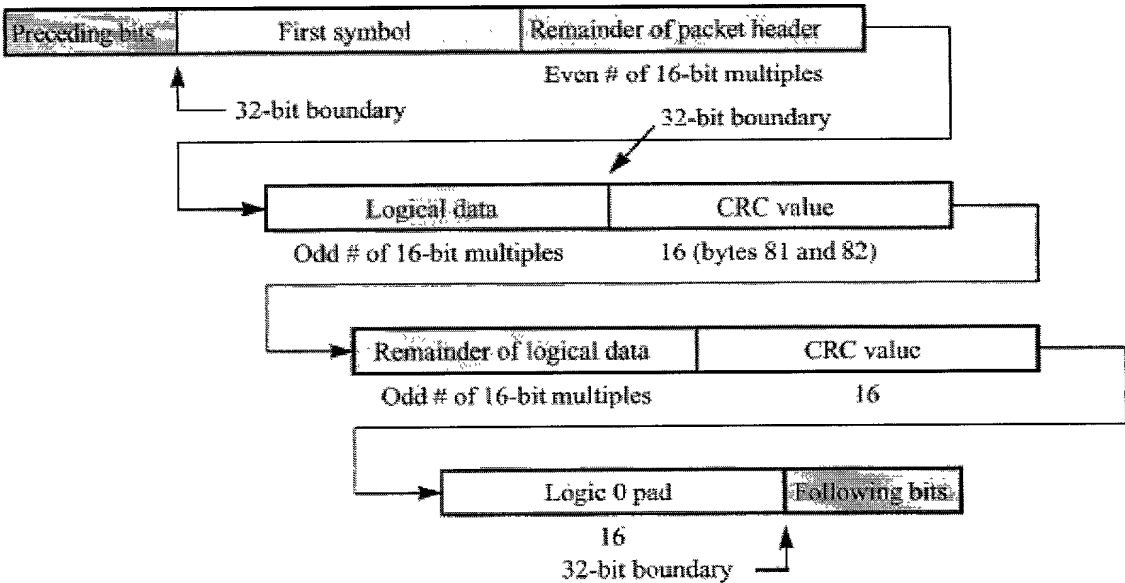 Preceding bits First symbol Remainder of packet header
Even # of 16-bit multiples
32-bit boundary
32-bit boundary
Logical data CRC value
Odd # of 16-bit multiples 16 (bytes 81 and 82)
Remainder of logical data CRC value
Odd # of 16-bit multiples 16
Logic 0 pad Following bits
16
32-bit boundary